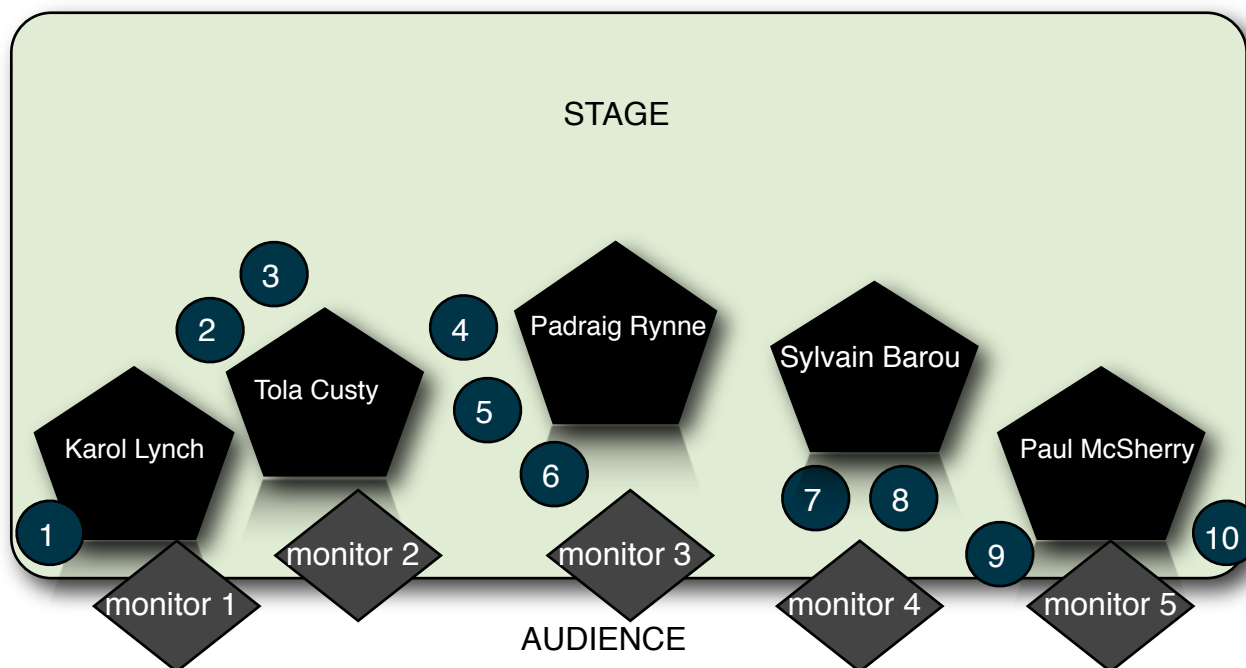 STAGE
3
2
4
Padraig Rynne
Sylvain Barou
Tola Custy
5
Karol Lynch
Paul McSherry
6
7
8
1
10
9
monitor 2
monitor 3
monitor 1
monitor 4
monitor 5
AUDIENCE